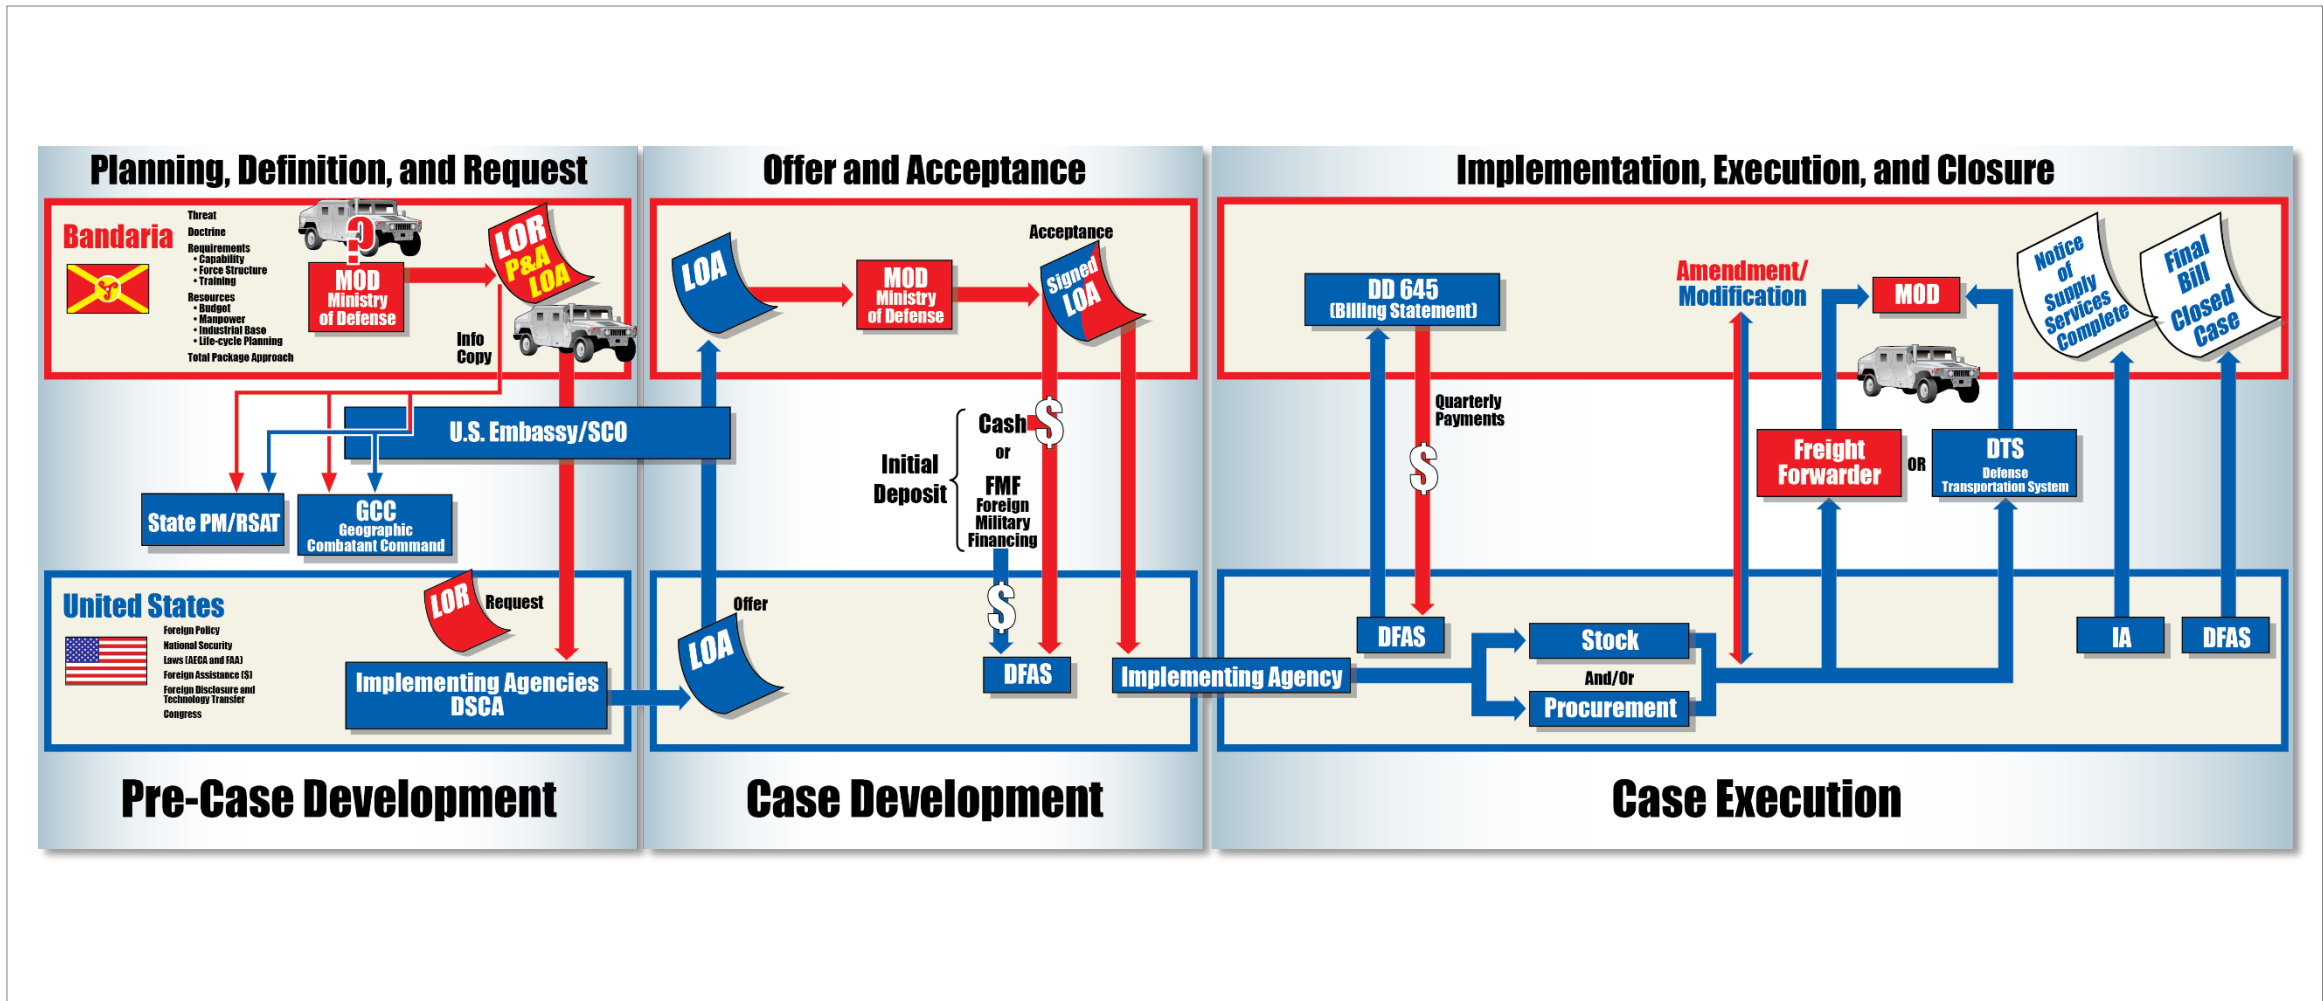 Planning, Definition, and Request
Bandaria
Threat
Doctrine
Requirements
• Capability
• Force Structure
• Training
Resources
• Budget
• Manpower
• Industrial Base
• Life-cycle Planning
Total Package Approach
?
MOD
Ministry
of Defense
LOR
P&A
LOA
Info
Copy
U.S. Embassy/SCO
State PM/RSAT
GCC
Geographic
Combatant Command
United States
Foreign Policy
National Security
Laws (AECA and FAA)
Foreign Assistance ($)
Foreign Disclosure and
Technology Transfer
Congress
LOR
Request
Implementing Agencies
DSCA
Pre-Case Development
Offer and Acceptance
LOA
MOD
Ministry
of Defense
Acceptance
Signed
LOA
Initial
Deposit
Cash
$
or
FMF
Foreign
Military
Financing
$
Offer
LOA
DFAS
Implementing Agency
Case Development
Implementation, Execution, and Closure
DD 645
(Billing Statement)
Quarterly
Payments
$
DFAS
Amendment/
Modification
MOD
Freight
Forwarder
OR
DTS
Defense
Transportation System
Notice
of
Supply
Services
Complete
Final
Bill
Closed
Case
Stock
And/Or
Procurement
IA
DFAS
Case Execution